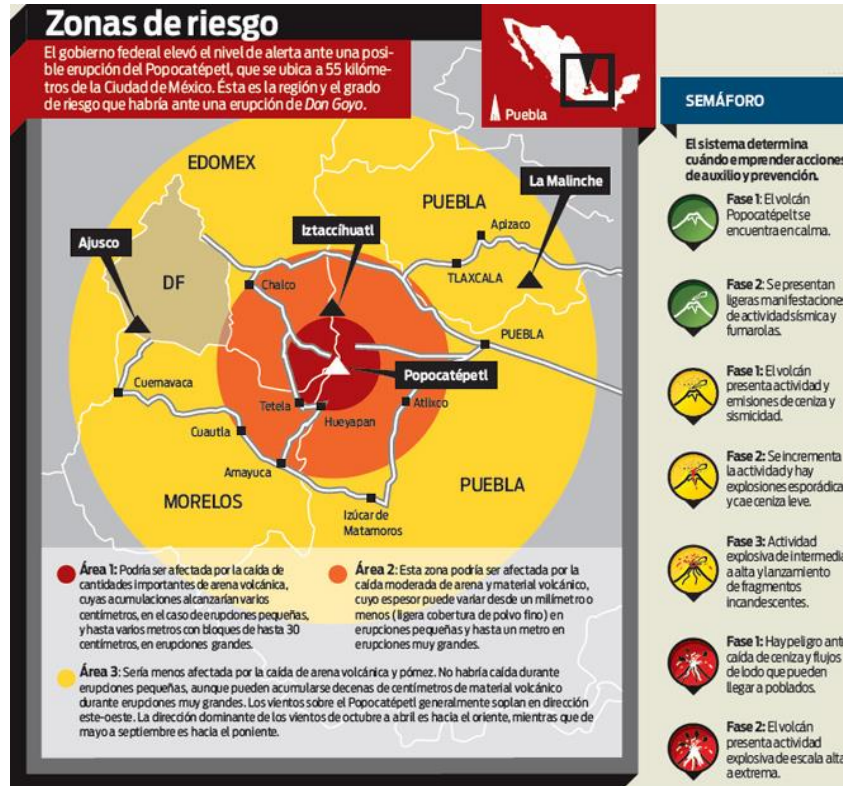 Zonas de riesgo
El gobierno federal elevó el nivel de alerta ante una posi-
ble erupción del Popocatépetl, que se ubica a 55 kilóme-
tros de la Ciudad de México. Ésta es la región y el grado
de riesgo que habría ante una erupción de Don Goyo.
Puebla
EDOMEX
PUEBLA
La Malinche
Iztaccíhuatl
Apizaco
Ajusco
TLAXCALA
DF
Chalco
PUEBLA
Popocatépetl
Cuernavaca
Tetela
Atlixco
Hueyapan
Cuautla
Amayuca
PUEBLA
MORELOS
Izúcar de
Matamoros
Área 1: Podría ser afectada por la caída de
cantidades importantes de arena volcánica,
cuyas acumulaciones alcanzarían varios
centímetros, en el caso de erupciones pequeñas,
y hasta varios metros con bloques de hasta 30
centímetros, en erupciones grandes.
Área 2: Esta zona podría ser afectada por la
caída moderada de arena y material volcánico,
cuyo espesor puede variar desde un milímetro o
menos (ligera cobertura de polvo fino) en
erupciones pequeñas y hasta un metro en
erupciones muy grandes.
Área 3: Sería menos afectada por la caída de arena volcánica y pómez. No habría caída durante
erupciones pequeñas, aunque pueden acumularse decenas de centímetros de material volcánico
durante erupciones muy grandes. Los vientos sobre el Popocatépetl generalmente soplan en dirección
este-oeste. La dirección dominante de los vientos de octubre a abril es hacia el oriente, mientras que de
mayo a septiembre es hacia el poniente.
SEMÁFORO
El sistema determina
cuándo emprender acciones
de auxilio y prevención.
Fase 1: El volcán
Popocatépelt se
encuentra en calma.
Fase 2: Se presentan
ligeras manifestaciones
de actividad sísmica y
fumarolas.
Fase 1: El volcán
presenta actividad y
emisiones de ceniza y
sismicidad.
Fase 2: Se incrementa
la actividad y hay
explosiones esporádica
y cae ceniza leve.
Fase 3: Actividad
explosiva de intermedia
a alta y lanzamiento
de fragmentos
incandescentes.
Fase 1: Hay peligro ante
caída de ceniza y flujos
de lodo que pueden
llegar a poblados.
Fase 2: El volcán
presenta actividad
explosiva de escala alta
a extrema.